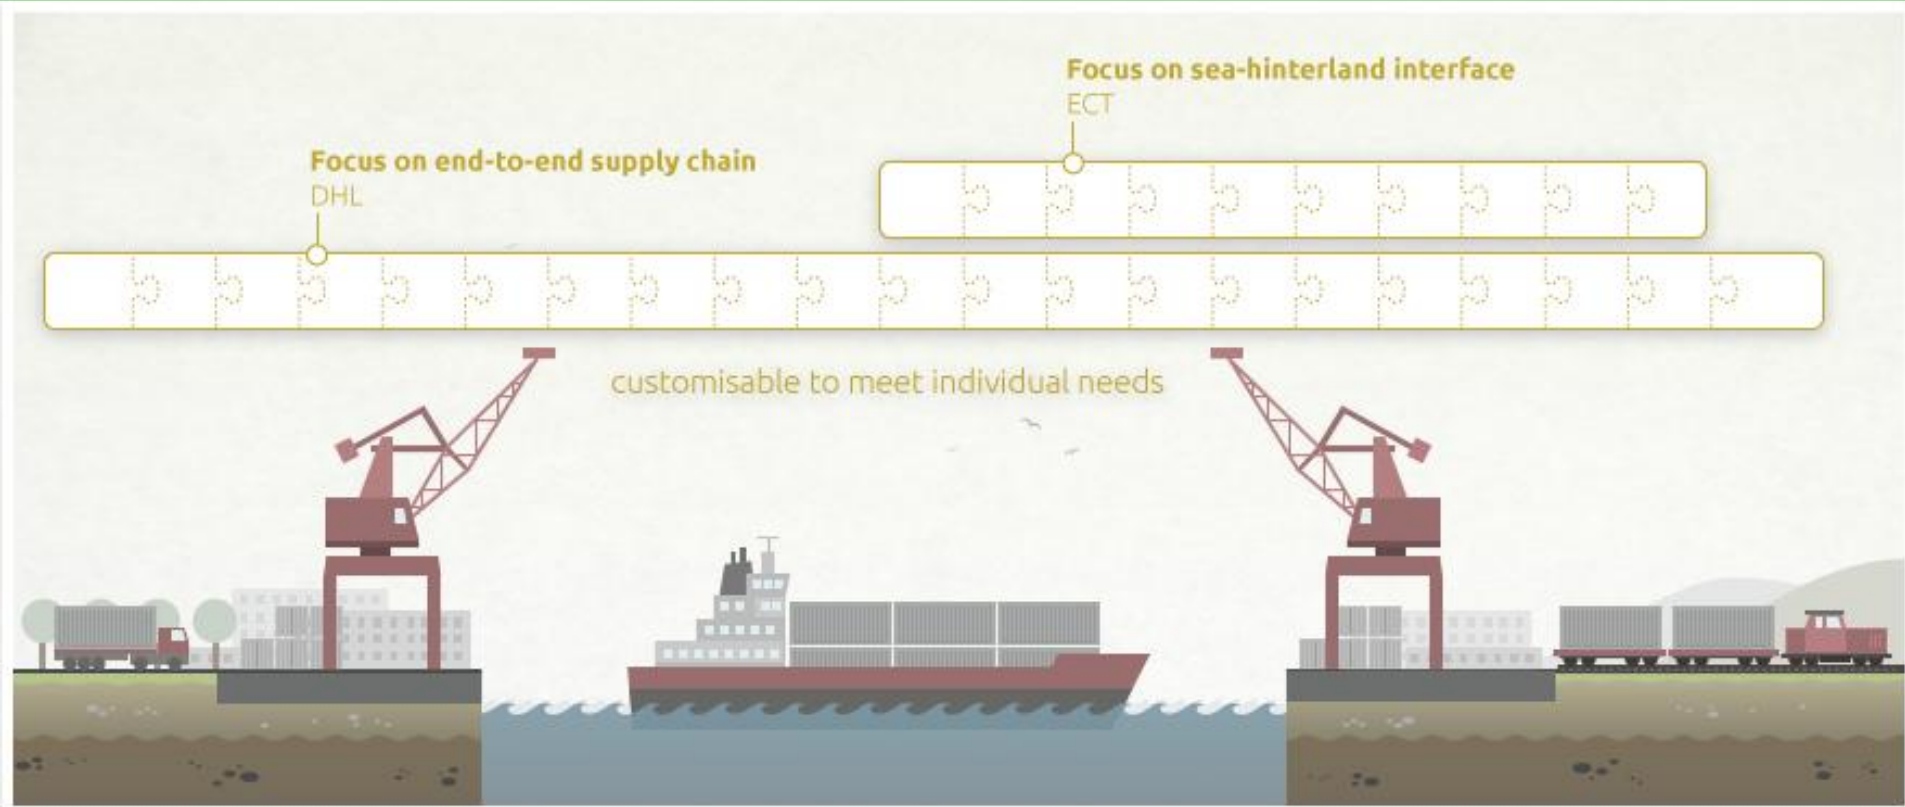 Focus on sea-hinterland interface
ECT
Focus on end-to-end supply chain
DHL
customisable to meet individual needs